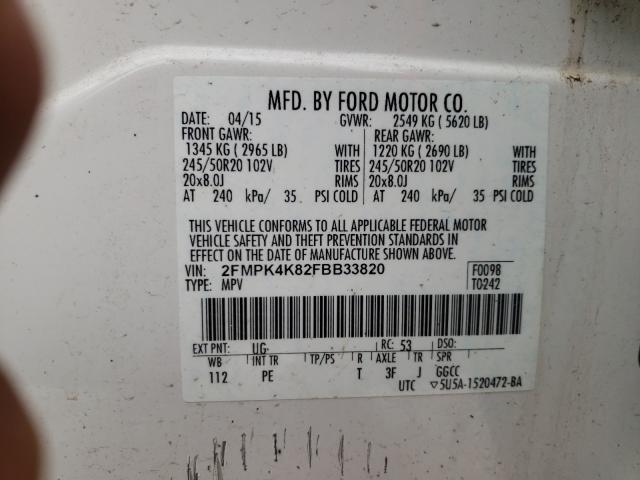 MFD. BY FORD MOTOR CO.
DATE: 04/15 GVWR: 2549 KG ( 5620 LB)
FRONT GAWR: REAR GAWR:
1345 KG ( 2965 LB) WITH 1220 KG ( 2690 LB) WITH
245/50R20 102V TIRES 245/50R20 102V TIRES
20x8.0J RIMS 20x8.0J RIMS
AT 240 kPa/ 35 PSI COLD AT 240 kPa/ 35 PSI COLD
THIS VEHICLE CONFORMS TO ALL APPLICABLE FEDERAL MOTOR
VEHICLE SAFETY AND THEFT PREVENTION STANDARDS IN
EFFECT ON THE DATE OF MANUFACTURE SHOWN ABOVE.
VIN: 2FMPK4K82FBB33820 F0098
TYPE: MPV T0242
EXT PNT: UG RC: 53 DSO:
WB INT TR TP/PS R AXLE TR SPR
112 PE T 3F J GGCC
UTC ▽5U5A-1520472-BA